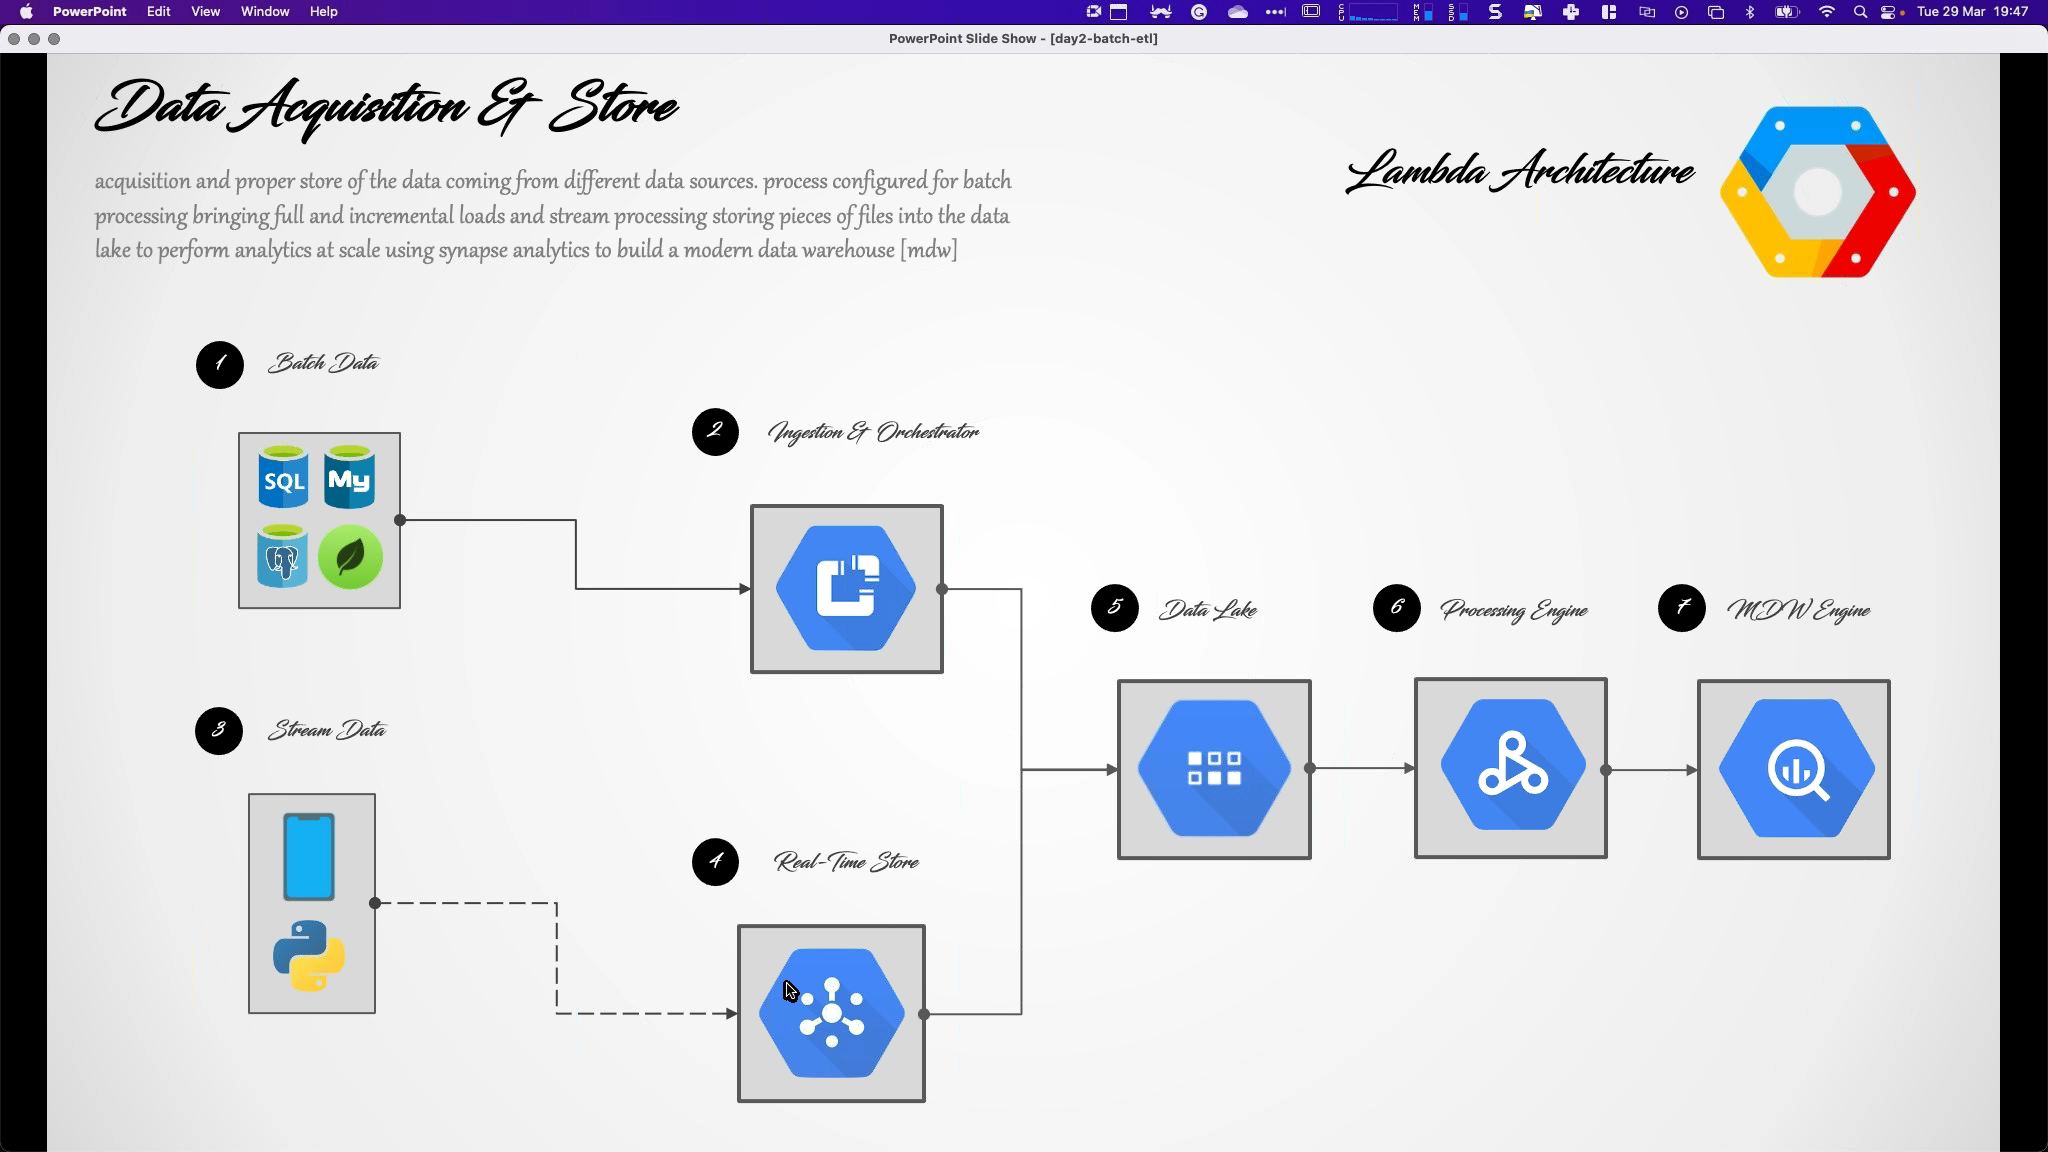 PowerPoint Edit View Window Help
CPU MEM SSD Tue 29 Mar 19:47
PowerPoint Slide Show - [day2-batch-etl]
Data Acquisition & Store
acquisition and proper store of the data coming from different data sources. process configured for batch
processing bringing full and incremental loads and stream processing storing pieces of files into the data
lake to perform analytics at scale using synapse analytics to build a modern data warehouse [mdw]
Lambda Architecture
1 Batch Data
SQL My
2 Ingestion & Orchestrator
3 Stream Data
4 Real-Time Store
5 Data Lake
6 Processing Engine
7 MDW Engine